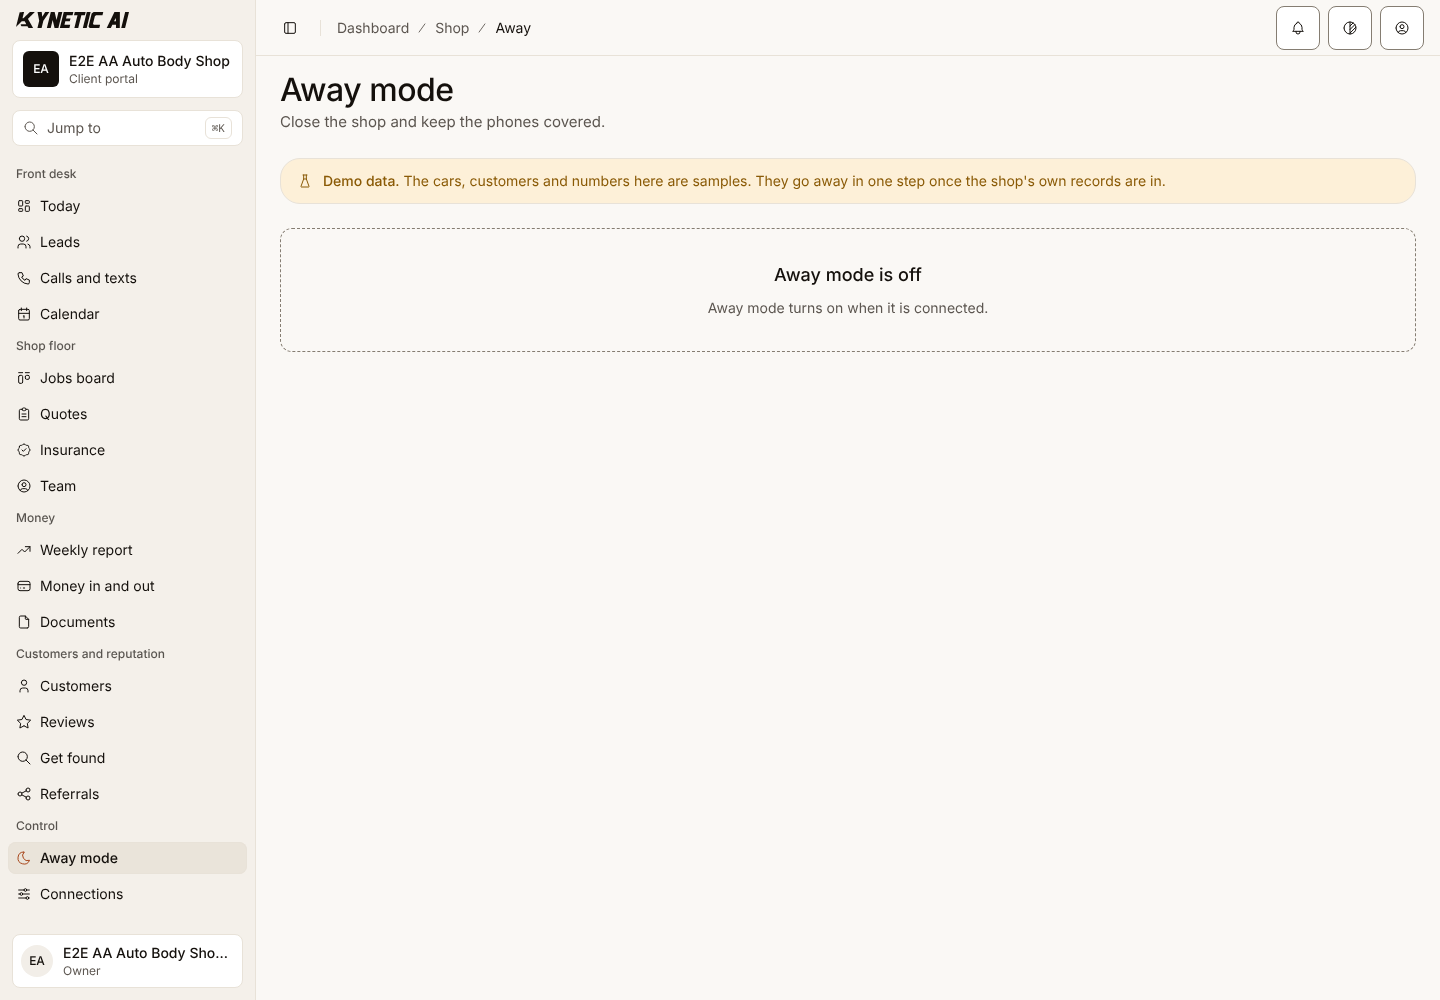 KYNETIC AI
EA
E2E AA Auto Body Shop
Client portal
Jump to
⌘K
Front desk
Today
Leads
Calls and texts
Calendar
Shop floor
Jobs board
Quotes
Insurance
Team
Money
Weekly report
Money in and out
Documents
Customers and reputation
Customers
Reviews
Get found
Referrals
Control
Away mode
Connections
EA
E2E AA Auto Body Sho...
Owner
Dashboard / Shop / Away
Away mode
Close the shop and keep the phones covered.
Demo data. The cars, customers and numbers here are samples. They go away in one step once the shop's own records are in.
Away mode is off
Away mode turns on when it is connected.